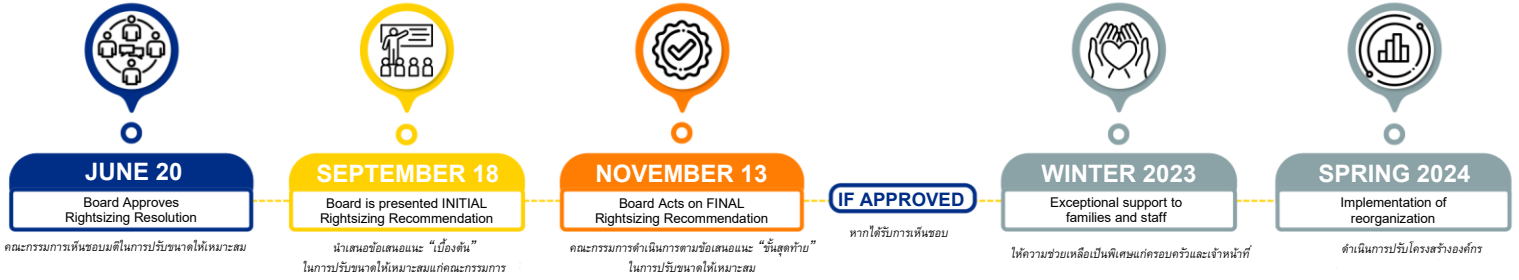 JUNE 20
Board Approves
Rightsizing Resolution
คณะกรรมการเห็นชอบมติในการปรับขนาดให้เหมาะสม
SEPTEMBER 18
Board is presented INITIAL
Rightsizing Recommendation
นำเสนอข้อเสนอแนะ “เบื้องต้น”
ในการปรับขนาดให้เหมาะสมแก่คณะกรรมการ
NOVEMBER 13
Board Acts on FINAL
Rightsizing Recommendation
คณะกรรมการดำเนินการตามข้อเสนอแนะ “ขั้นสุดท้าย”
ในการปรับขนาดให้เหมาะสม
IF APPROVED
หากได้รับการเห็นชอบ
WINTER 2023
Exceptional support to
families and staff
ให้ความช่วยเหลือเป็นพิเศษแก่ครอบครัวและเจ้าหน้าที่
SPRING 2024
Implementation of
reorganization
ดำเนินการปรับโครงสร้างองค์กร